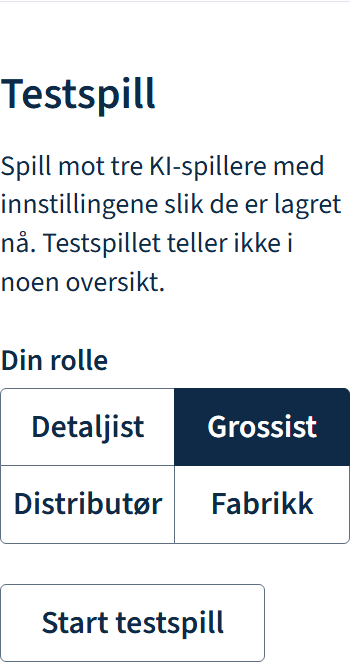 Testspill
Spill mot tre KI-spillere med
innstillingene slik de er lagret
nå. Testspillet teller ikke i
noen oversikt.
Din rolle
Detaljist
Grossist
Distributør
Fabrikk
Start testspill